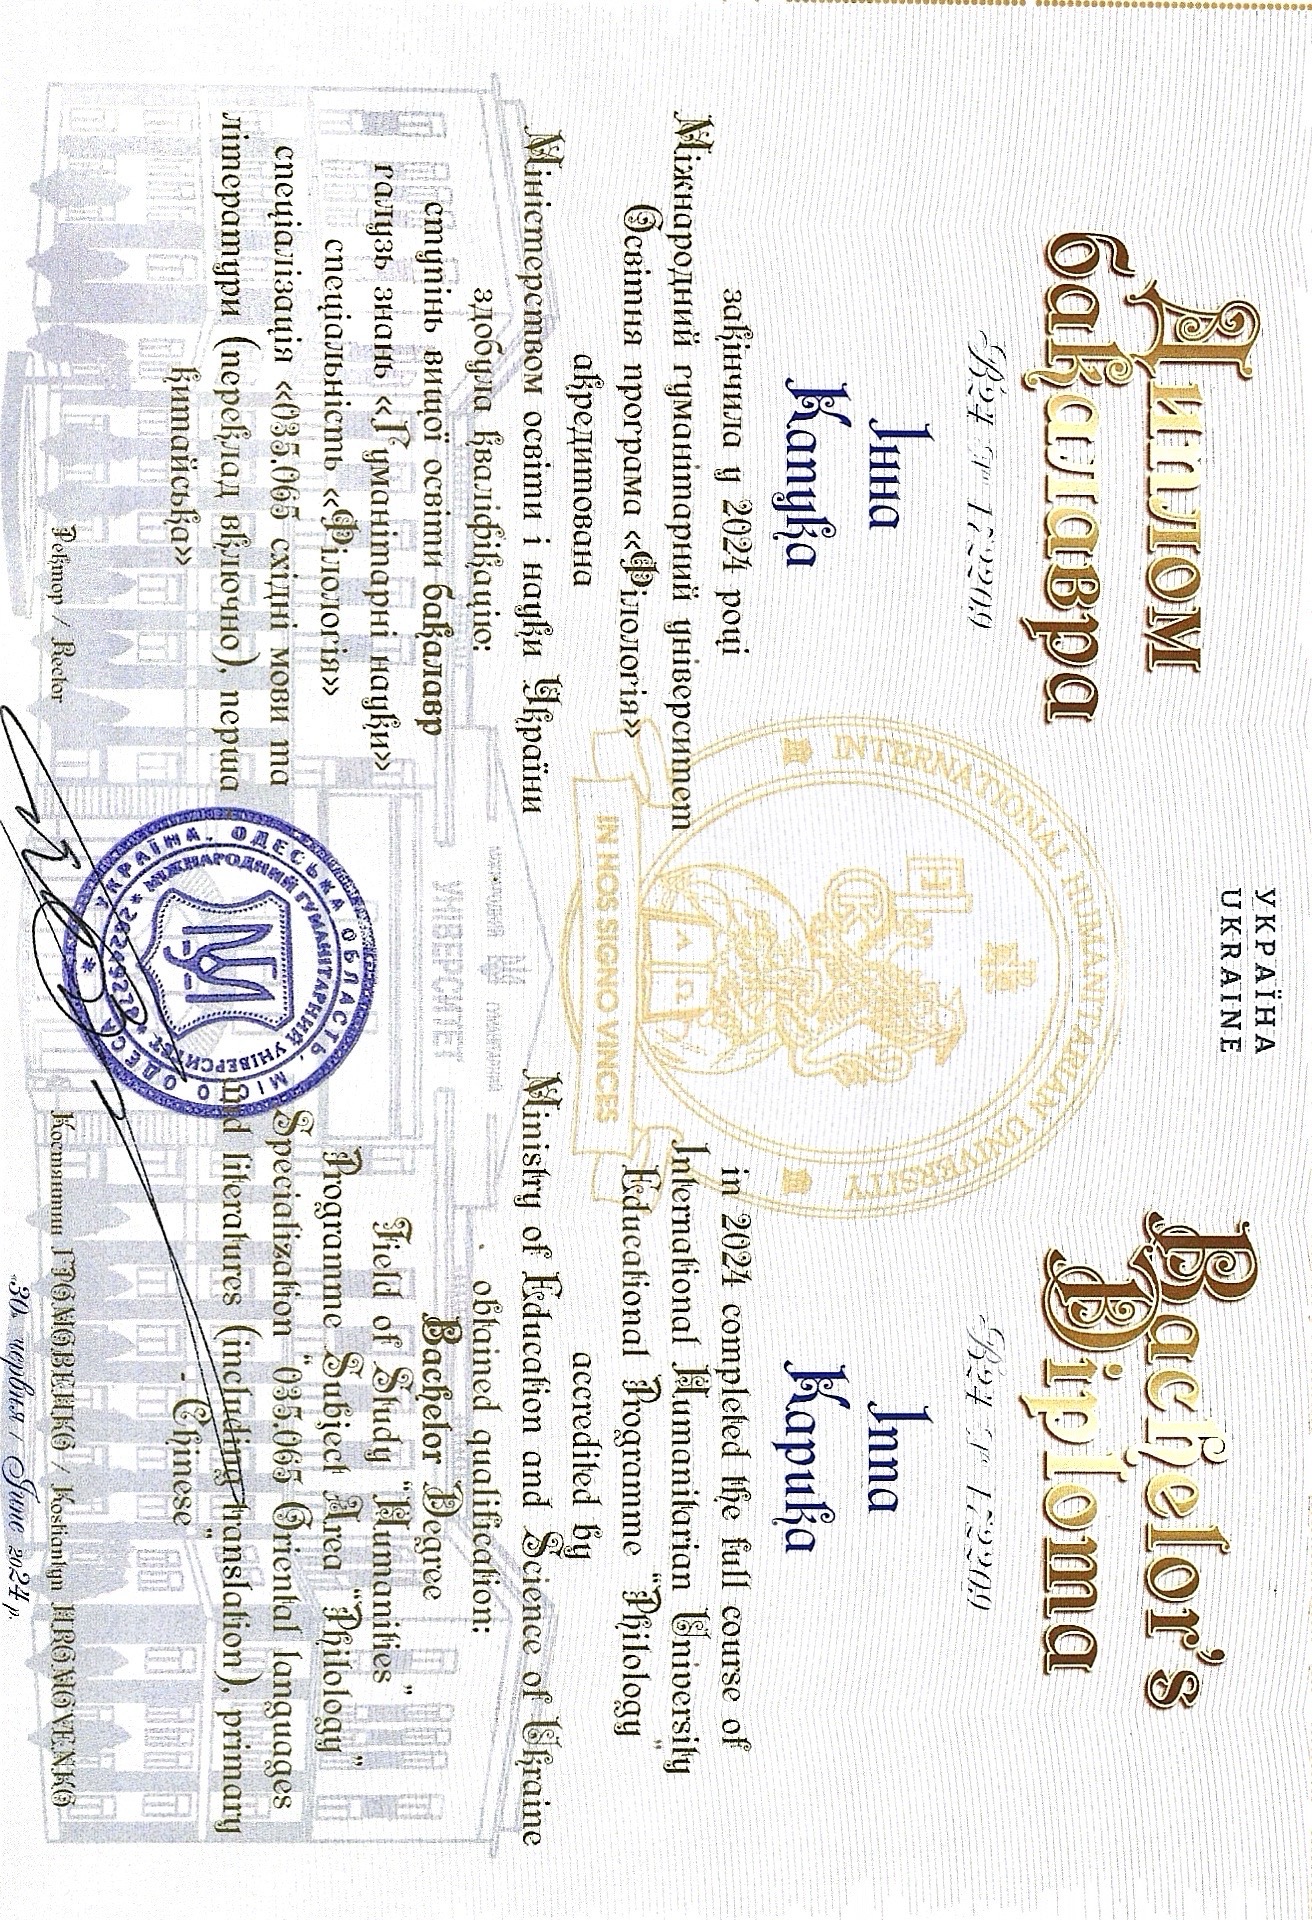 УКРАЇНА
UKRAINE
Диплом
бакалавра
В24 № 172200
Інна
Капука
закінчила у 2024 році
Міжнародний гуманітарний університет
Освітня програма «Філологія»
акредитована
Міністерством освіти і науки України
здобула кваліфікацію:
ступінь вищої освіти бакалавр
галузь знань «Гуманітарні науки»
спеціальність «Філологія»
спеціалізація «035.065 східні мови та
літератури (переклад включно), перша
китайська»
Bachelor's
Diploma
В24 № 172200
Inna
Kapuka
in 2024 completed the full course of
International Humanitarian University
Educational Programme "Philology"
accredited by
Ministry of Education and Science of Ukraine
obtained qualification:
Bachelor Degree
Field of Study "Humanities"
Programme Subject Area "Philology"
Specialization "035.065 Oriental languages
and literatures (including translation), primary
- Chinese"
Ректор / Rector
Костянтин ГРОМОВЕНКО / Kostiantyn HROMOVENKO
«30» червня / June 2024 р.
INTERNATIONAL HUMANITARIAN UNIVERSITY
IN HOC SIGNO VINCES
УНІВЕРСИТЕТ
УКРАЇНА, ОДЕСЬКА ОБЛАСТЬ, МІСТО ОДЕСА
МІЖНАРОДНИЙ ГУМАНІТАРНИЙ УНІВЕРСИТЕТ